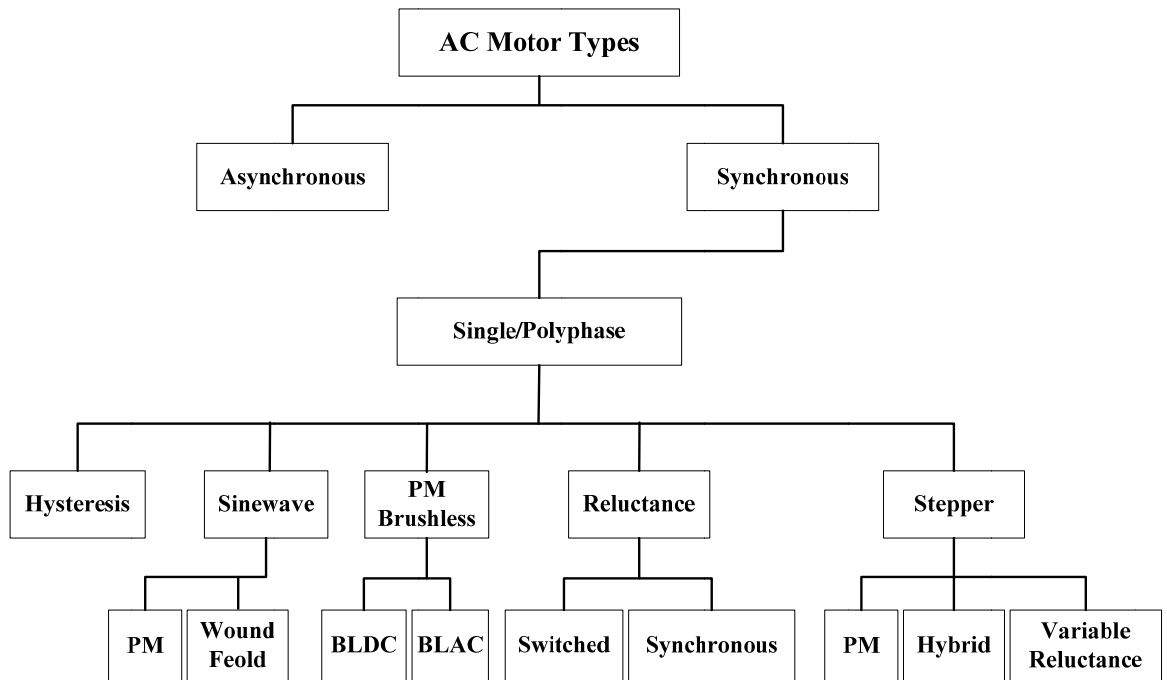 AC Motor Types
Asynchronous
Synchronous
Single/Polyphase
Hysteresis
Sinewave
PM
Brushless
Reluctance
Stepper
PM
Wound
Feold
BLDC
BLAC
Switched
Synchronous
PM
Hybrid
Variable
Reluctance